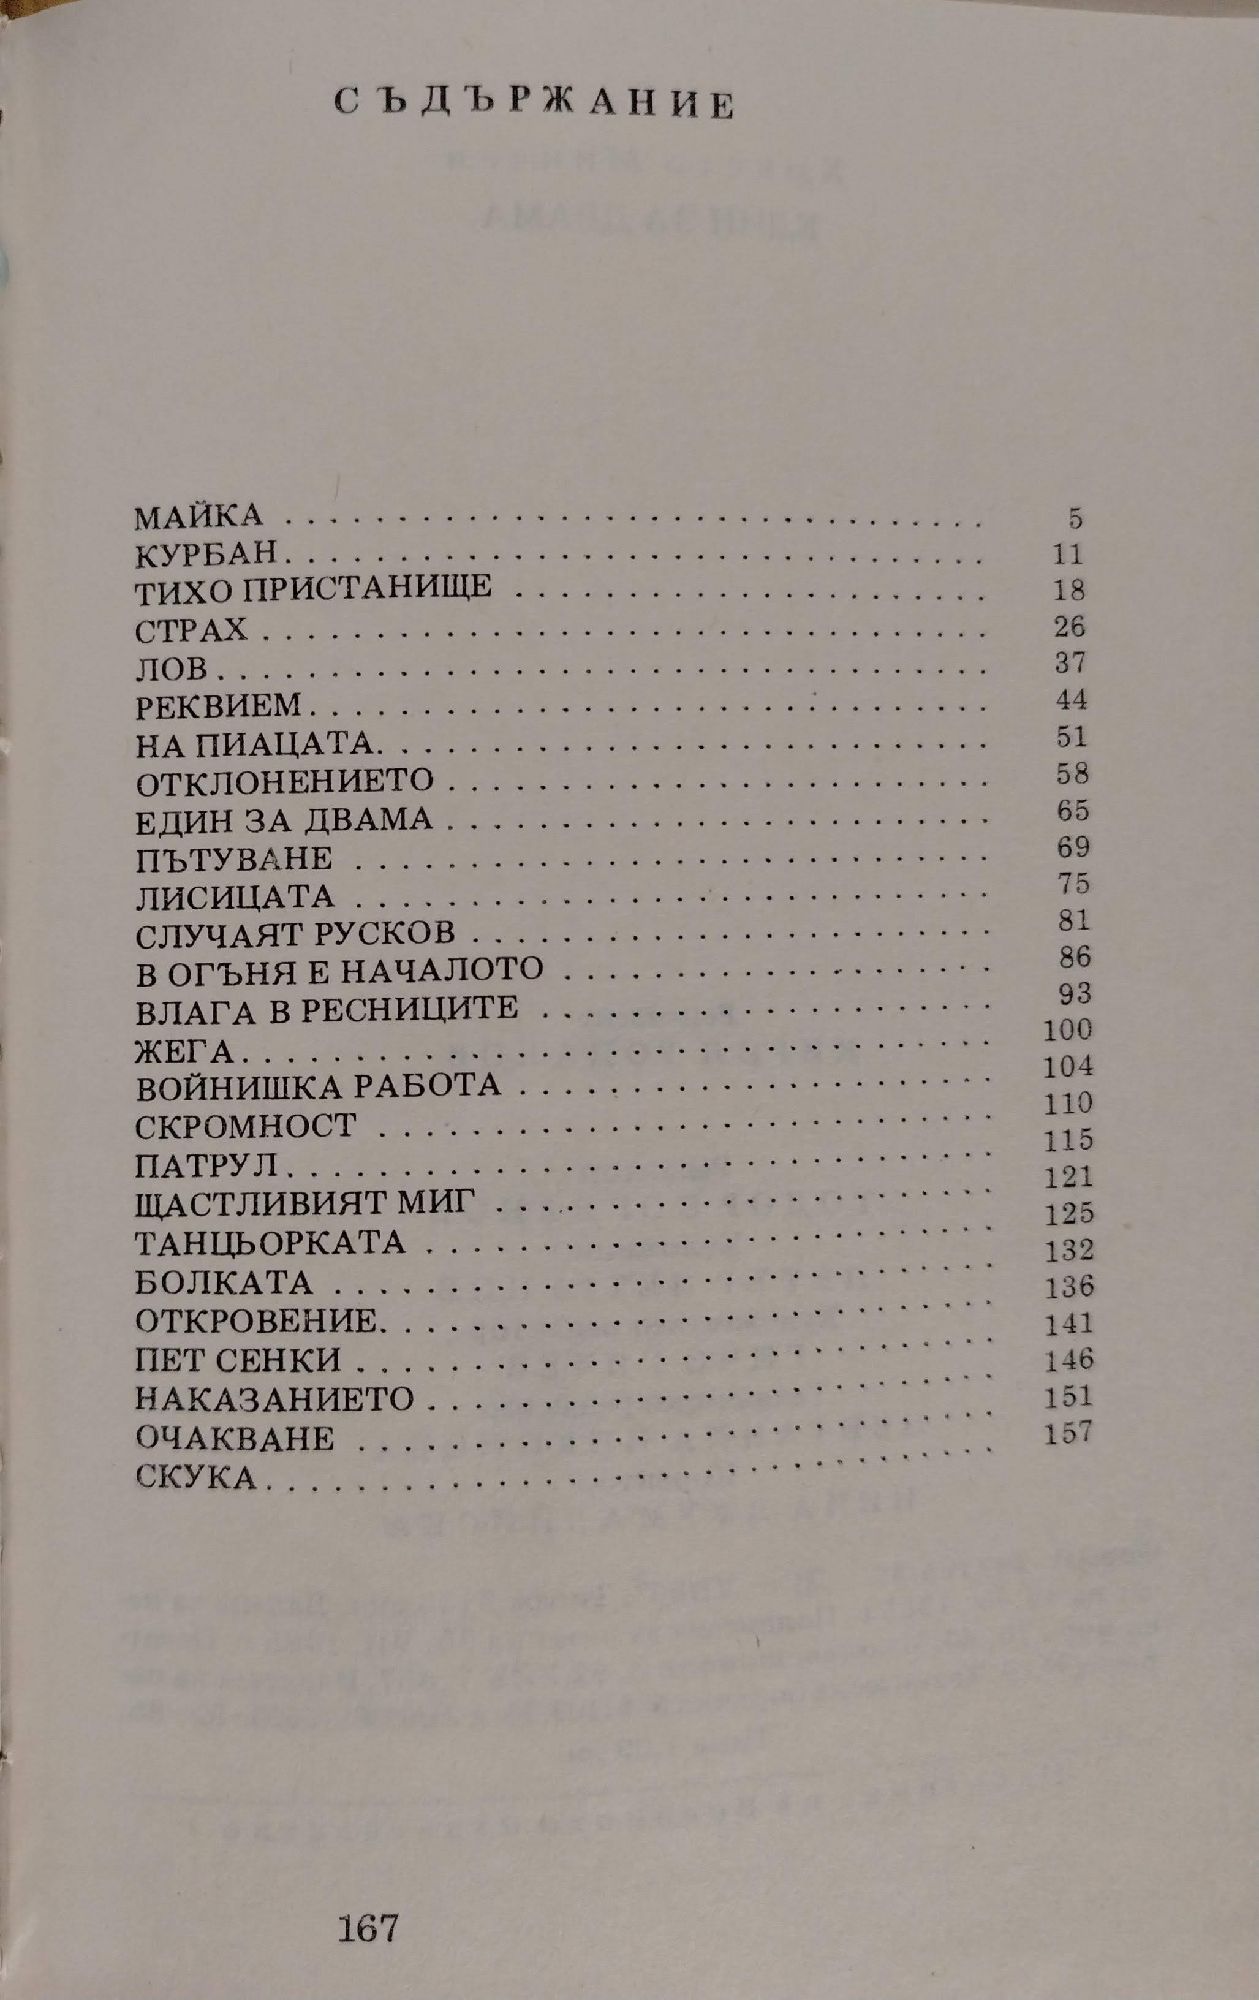 СЪДЪРЖАНИЕ
МАЙКА . . . . . . . . . . . . . . . . . . . . 5
КУРБАН . . . . . . . . . . . . . . . . . . . . 11
ТИХО ПРИСТАНИЩЕ . . . . . . . . . . . . . . . . . . . . 18
СТРАХ . . . . . . . . . . . . . . . . . . . . 26
ЛОВ . . . . . . . . . . . . . . . . . . . . 37
РЕКВИЕМ . . . . . . . . . . . . . . . . . . . . 44
НА ПИАЦАТА . . . . . . . . . . . . . . . . . . . . 51
ОТКЛОНЕНИЕТО . . . . . . . . . . . . . . . . . . . . 58
ЕДИН ЗА ДВАМА . . . . . . . . . . . . . . . . . . . . 65
ПЪТУВАНЕ . . . . . . . . . . . . . . . . . . . . 69
ЛИСИЦАТА . . . . . . . . . . . . . . . . . . . . 75
СЛУЧАЯТ РУСКОВ . . . . . . . . . . . . . . . . . . . . 81
В ОГЪНЯ Е НАЧАЛОТО . . . . . . . . . . . . . . . . . . . 86
ВЛАГА В РЕСНИЦИТЕ . . . . . . . . . . . . . . . . . . . . 93
ЖЕГА . . . . . . . . . . . . . . . . . . . . 100
ВОЙНИШКА РАБОТА . . . . . . . . . . . . . . . . . . . . 104
СКРОМНОСТ . . . . . . . . . . . . . . . . . . . . 110
ПАТРУЛ . . . . . . . . . . . . . . . . . . . . 115
ЩАСТЛИВИЯТ МИГ . . . . . . . . . . . . . . . . . . . . 121
ТАНЦЬОРКАТА . . . . . . . . . . . . . . . . . . . . 125
БОЛКАТА . . . . . . . . . . . . . . . . . . . . 132
ОТКРОВЕНИЕ . . . . . . . . . . . . . . . . . . . . 136
ПЕТ СЕНКИ . . . . . . . . . . . . . . . . . . . . 141
НАКАЗАНИЕТО . . . . . . . . . . . . . . . . . . . . 146
ОЧАКВАНЕ . . . . . . . . . . . . . . . . . . . . 151
СКУКА . . . . . . . . . . . . . . . . . . . . 157
167